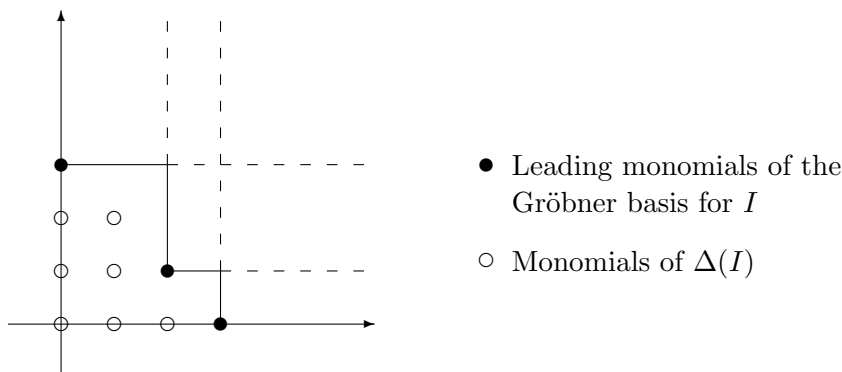 Leading monomials of the
Gröbner basis for I
Monomials of Δ(I)